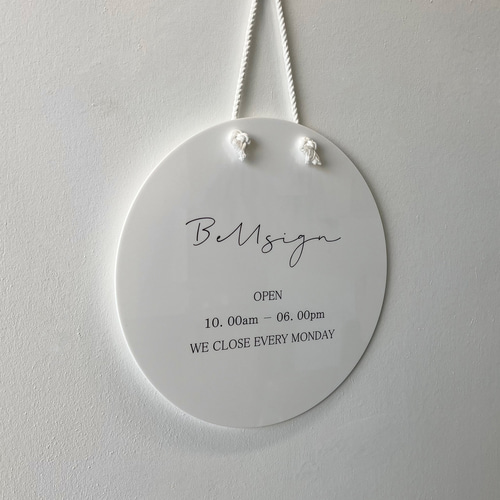 Bellsign
OPEN
10. 00am – 06. 00pm
WE CLOSE EVERY MONDAY